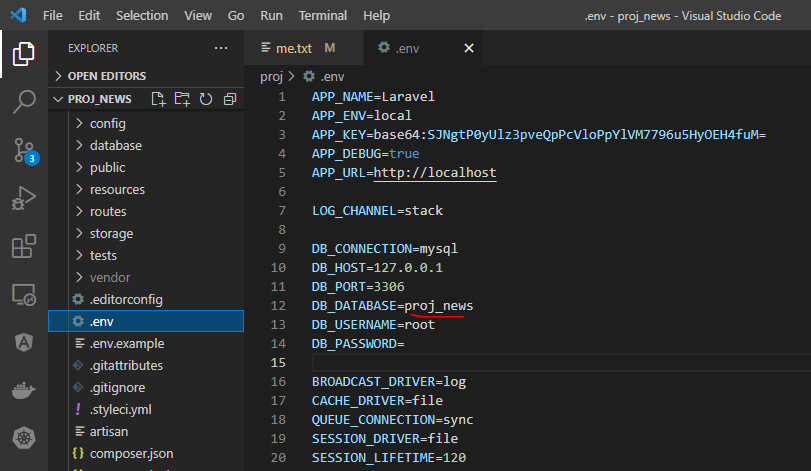 File Edit Selection View Go Run Terminal Help .env - proj_news - Visual Studio Code
EXPLORER
OPEN EDITORS
PROJ_NEWS
config
database
public
resources
routes
storage
tests
vendor
.editorconfig
.env
.env.example
.gitattributes
.gitignore
.styleci.yml
artisan
composer.json
3
me.txt M .env
proj > .env
1 APP_NAME=Laravel
2 APP_ENV=local
3 APP_KEY=base64:SJNgtP0yUlz3pveQpPcVloPpYlVM7796u5HyOEH4fuM=
4 APP_DEBUG=true
5 APP_URL=http://localhost
6
7 LOG_CHANNEL=stack
8
9 DB_CONNECTION=mysql
10 DB_HOST=127.0.0.1
11 DB_PORT=3306
12 DB_DATABASE=proj_news
13 DB_USERNAME=root
14 DB_PASSWORD=
15
16 BROADCAST_DRIVER=log
17 CACHE_DRIVER=file
18 QUEUE_CONNECTION=sync
19 SESSION_DRIVER=file
20 SESSION_LIFETIME=120